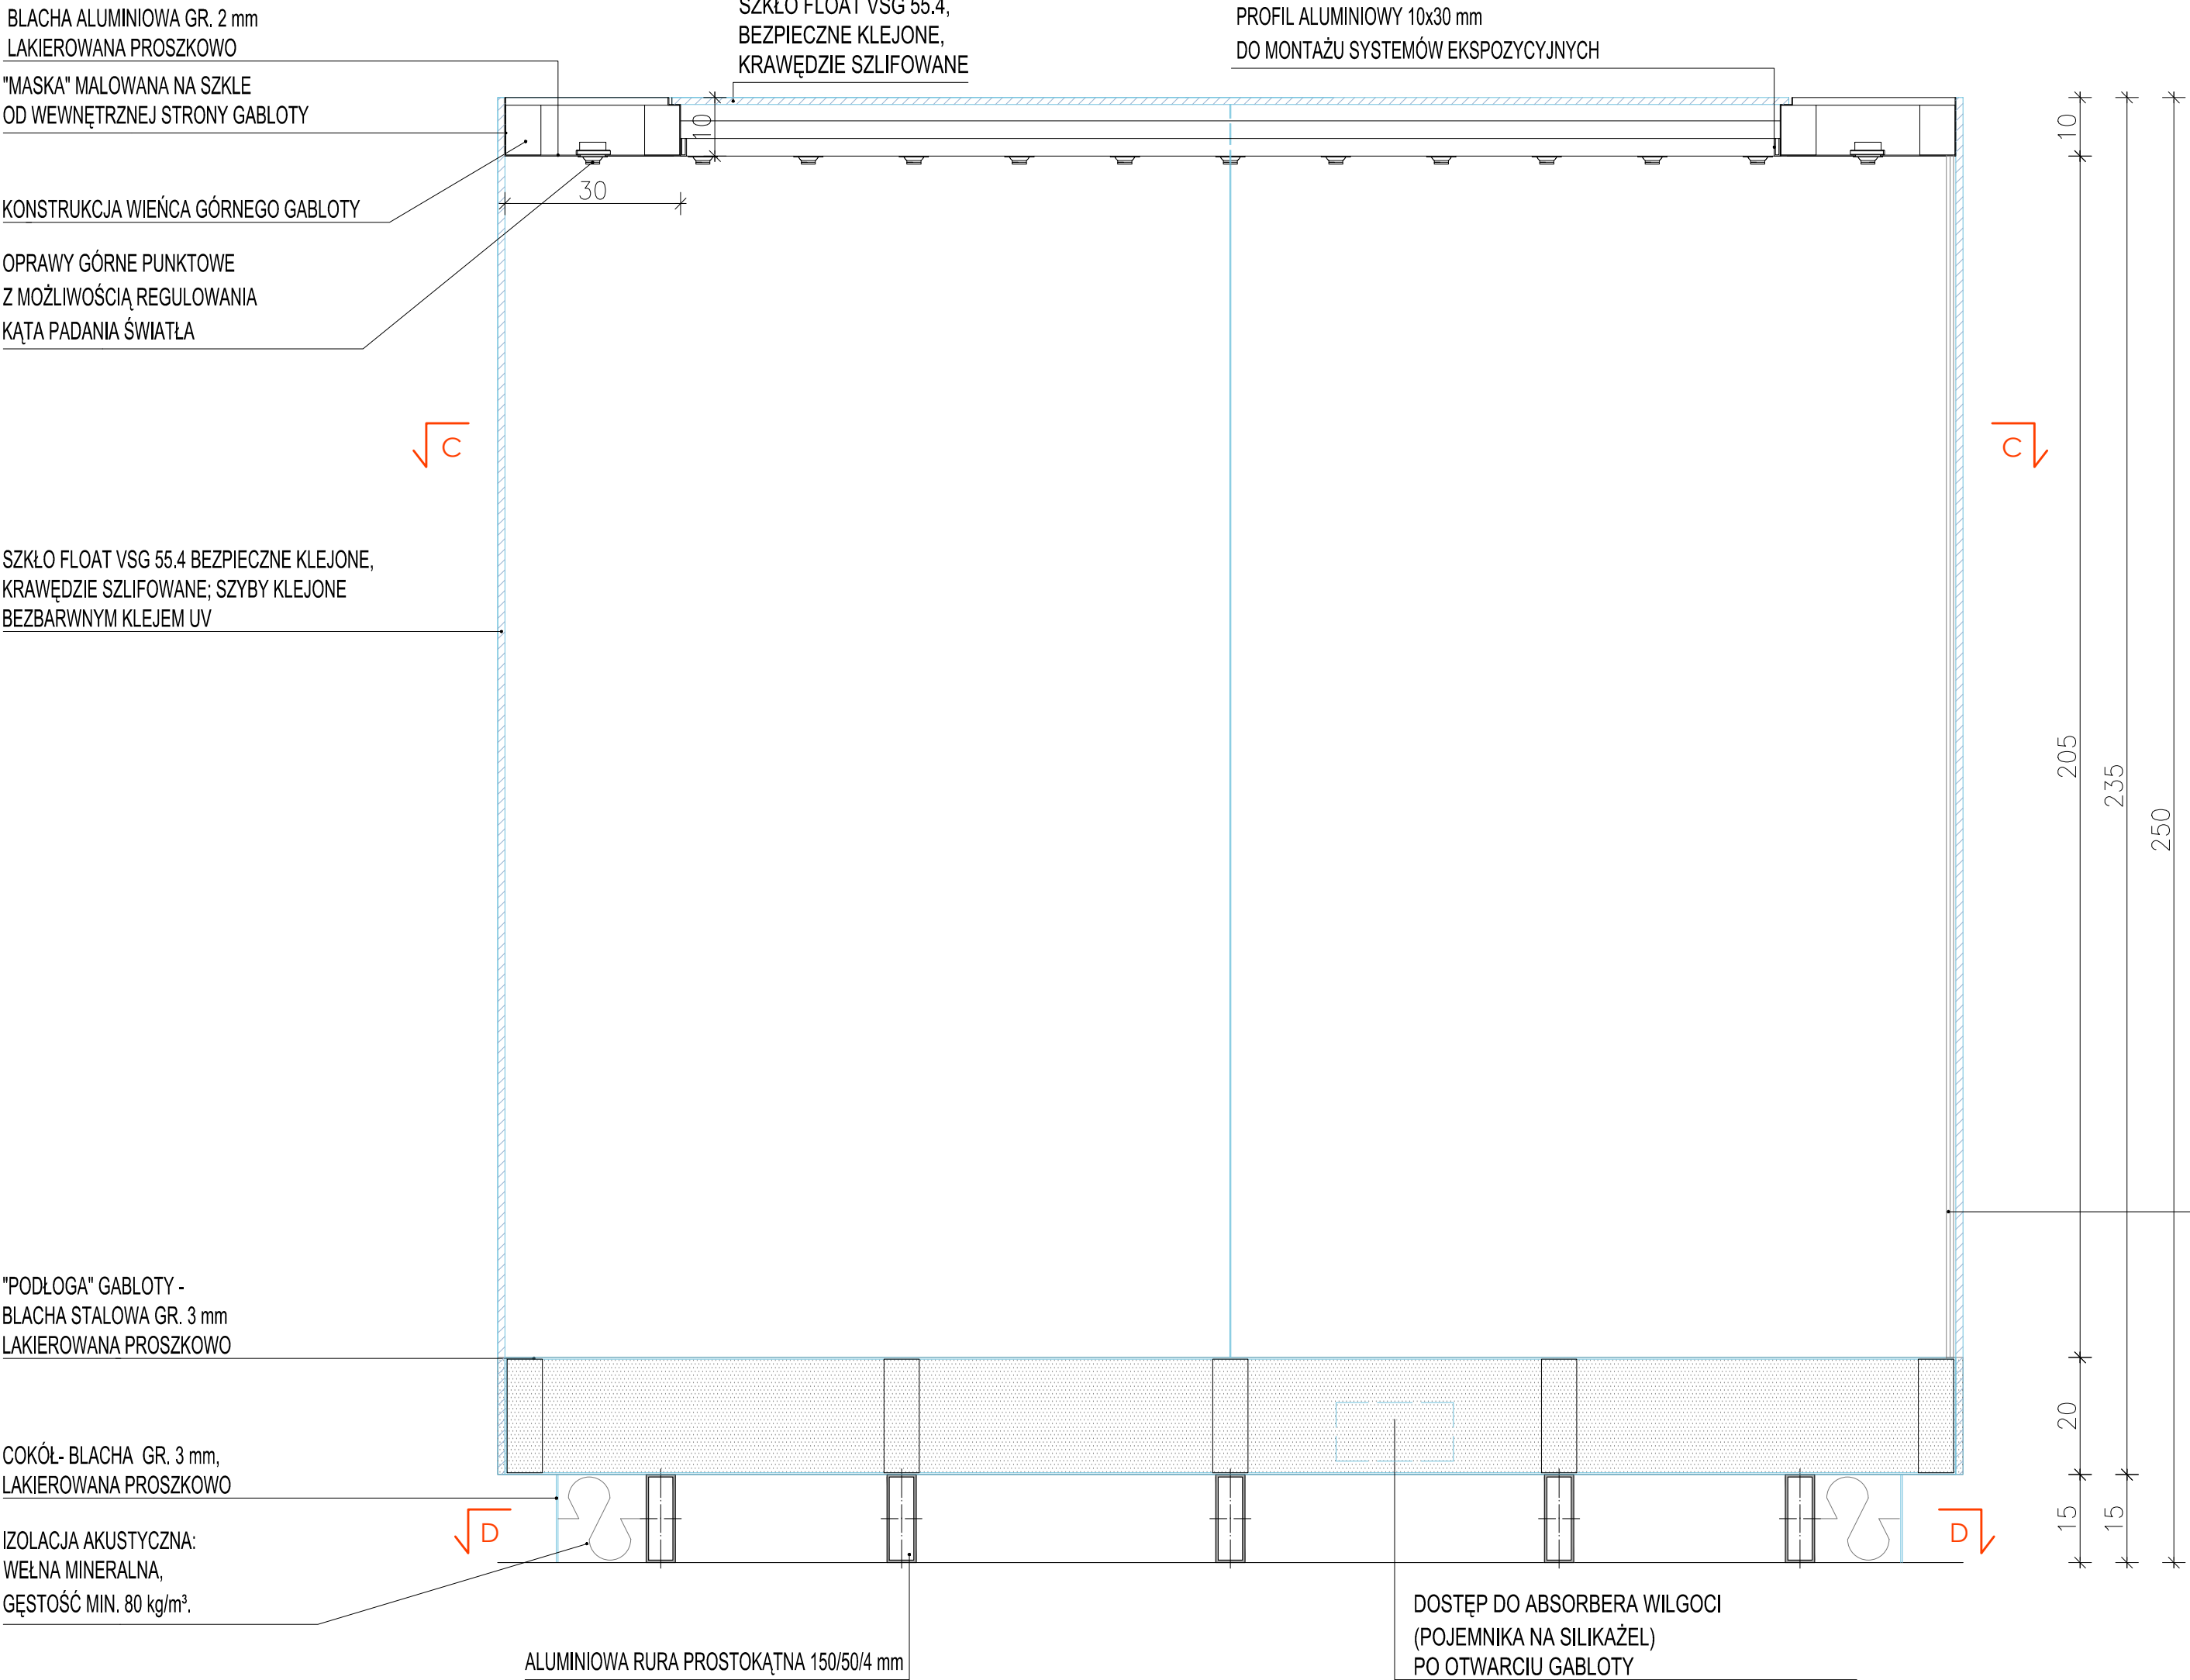 BLACHA ALUMINIOWA GR. 2 mm
LAKIEROWANA PROSZKOWO
"MASKA" MALOWANA NA SZKLE
OD WEWNĘTRZNEJ STRONY GABLOTY
KONSTRUKCJA WIEŃCA GÓRNEGO GABLOTY
OPRAWY GÓRNE PUNKTOWE
Z MOŻLIWOŚCIĄ REGULOWANIA
KĄTA PADANIA ŚWIATŁA
SZKŁO FLOAT VSG 55.4,
BEZPIECZNE KLEJONE,
KRAWĘDZIE SZLIFOWANE
PROFIL ALUMINIOWY 10x30 mm
DO MONTAŻU SYSTEMÓW EKSPOZYCYJNYCH
10
30
10
C
C
SZKŁO FLOAT VSG 55.4 BEZPIECZNE KLEJONE,
KRAWĘDZIE SZLIFOWANE; SZYBY KLEJONE
BEZBARWNYM KLEJEM UV
205
235
250
"PODŁOGA" GABLOTY -
BLACHA STALOWA GR. 3 mm
LAKIEROWANA PROSZKOWO
20
COKÓŁ- BLACHA GR. 3 mm,
LAKIEROWANA PROSZKOWO
D
D
15
15
IZOLACJA AKUSTYCZNA:
WEŁNA MINERALNA,
GĘSTOŚĆ MIN. 80 kg/m³.
ALUMINIOWA RURA PROSTOKĄTNA 150/50/4 mm
DOSTĘP DO ABSORBERA WILGOCI
(POJEMNIKA NA SILIKAŻEL)
PO OTWARCIU GABLOTY